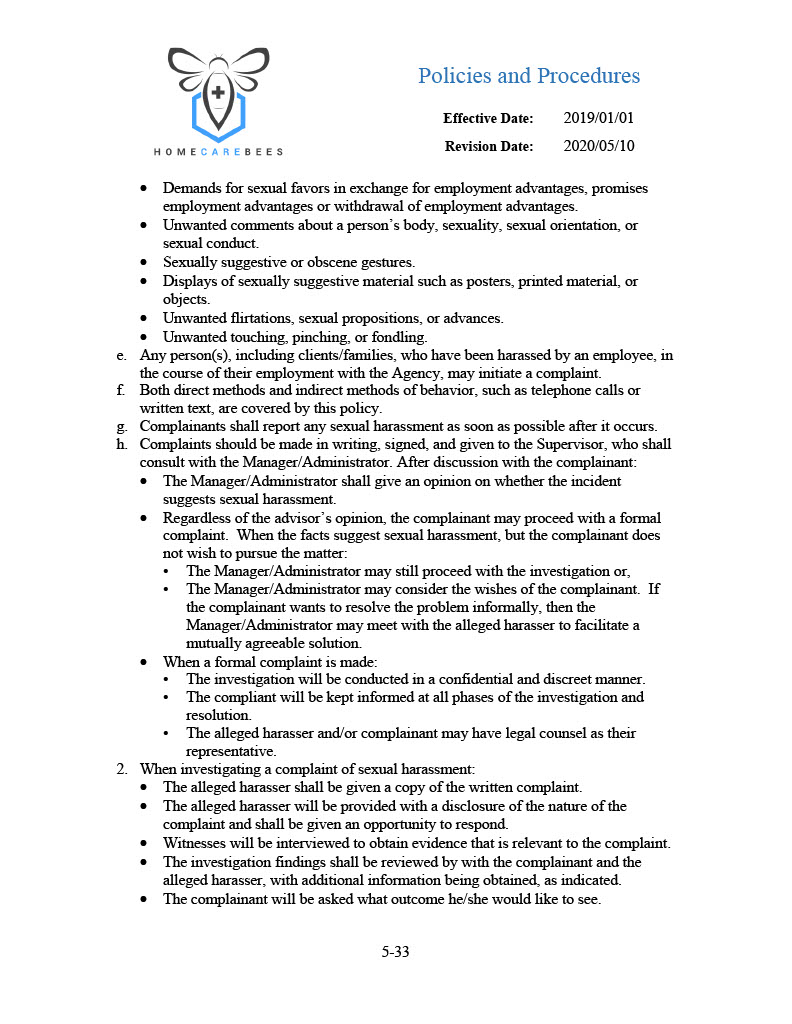 Policies and Procedures
Effective Date: 2019/01/01
Revision Date: 2020/05/10
HOMECAREBEES
• Demands for sexual favors in exchange for employment advantages, promises
employment advantages or withdrawal of employment advantages.
• Unwanted comments about a person's body, sexuality, sexual orientation, or
sexual conduct.
• Sexually suggestive or obscene gestures.
• Displays of sexually suggestive material such as posters, printed material, or
objects.
• Unwanted flirtations, sexual propositions, or advances.
• Unwanted touching, pinching, or fondling.
e. Any person(s), including clients/families, who have been harassed by an employee, in
the course of their employment with the Agency, may initiate a complaint.
f. Both direct methods and indirect methods of behavior, such as telephone calls or
written text, are covered by this policy.
g. Complainants shall report any sexual harassment as soon as possible after it occurs.
h. Complaints should be made in writing, signed, and given to the Supervisor, who shall
consult with the Manager/Administrator. After discussion with the complainant:
• The Manager/Administrator shall give an opinion on whether the incident
suggests sexual harassment.
• Regardless of the advisor's opinion, the complainant may proceed with a formal
complaint.  When the facts suggest sexual harassment, but the complainant does
not wish to pursue the matter:
• The Manager/Administrator may still proceed with the investigation or,
• The Manager/Administrator may consider the wishes of the complainant.  If
the complainant wants to resolve the problem informally, then the
Manager/Administrator may meet with the alleged harasser to facilitate a
mutually agreeable solution.
• When a formal complaint is made:
• The investigation will be conducted in a confidential and discreet manner.
• The compliant will be kept informed at all phases of the investigation and
resolution.
• The alleged harasser and/or complainant may have legal counsel as their
representative.
2. When investigating a complaint of sexual harassment:
• The alleged harasser shall be given a copy of the written complaint.
• The alleged harasser will be provided with a disclosure of the nature of the
complaint and shall be given an opportunity to respond.
• Witnesses will be interviewed to obtain evidence that is relevant to the complaint.
• The investigation findings shall be reviewed by with the complainant and the
alleged harasser, with additional information being obtained, as indicated.
• The complainant will be asked what outcome he/she would like to see.
5-33